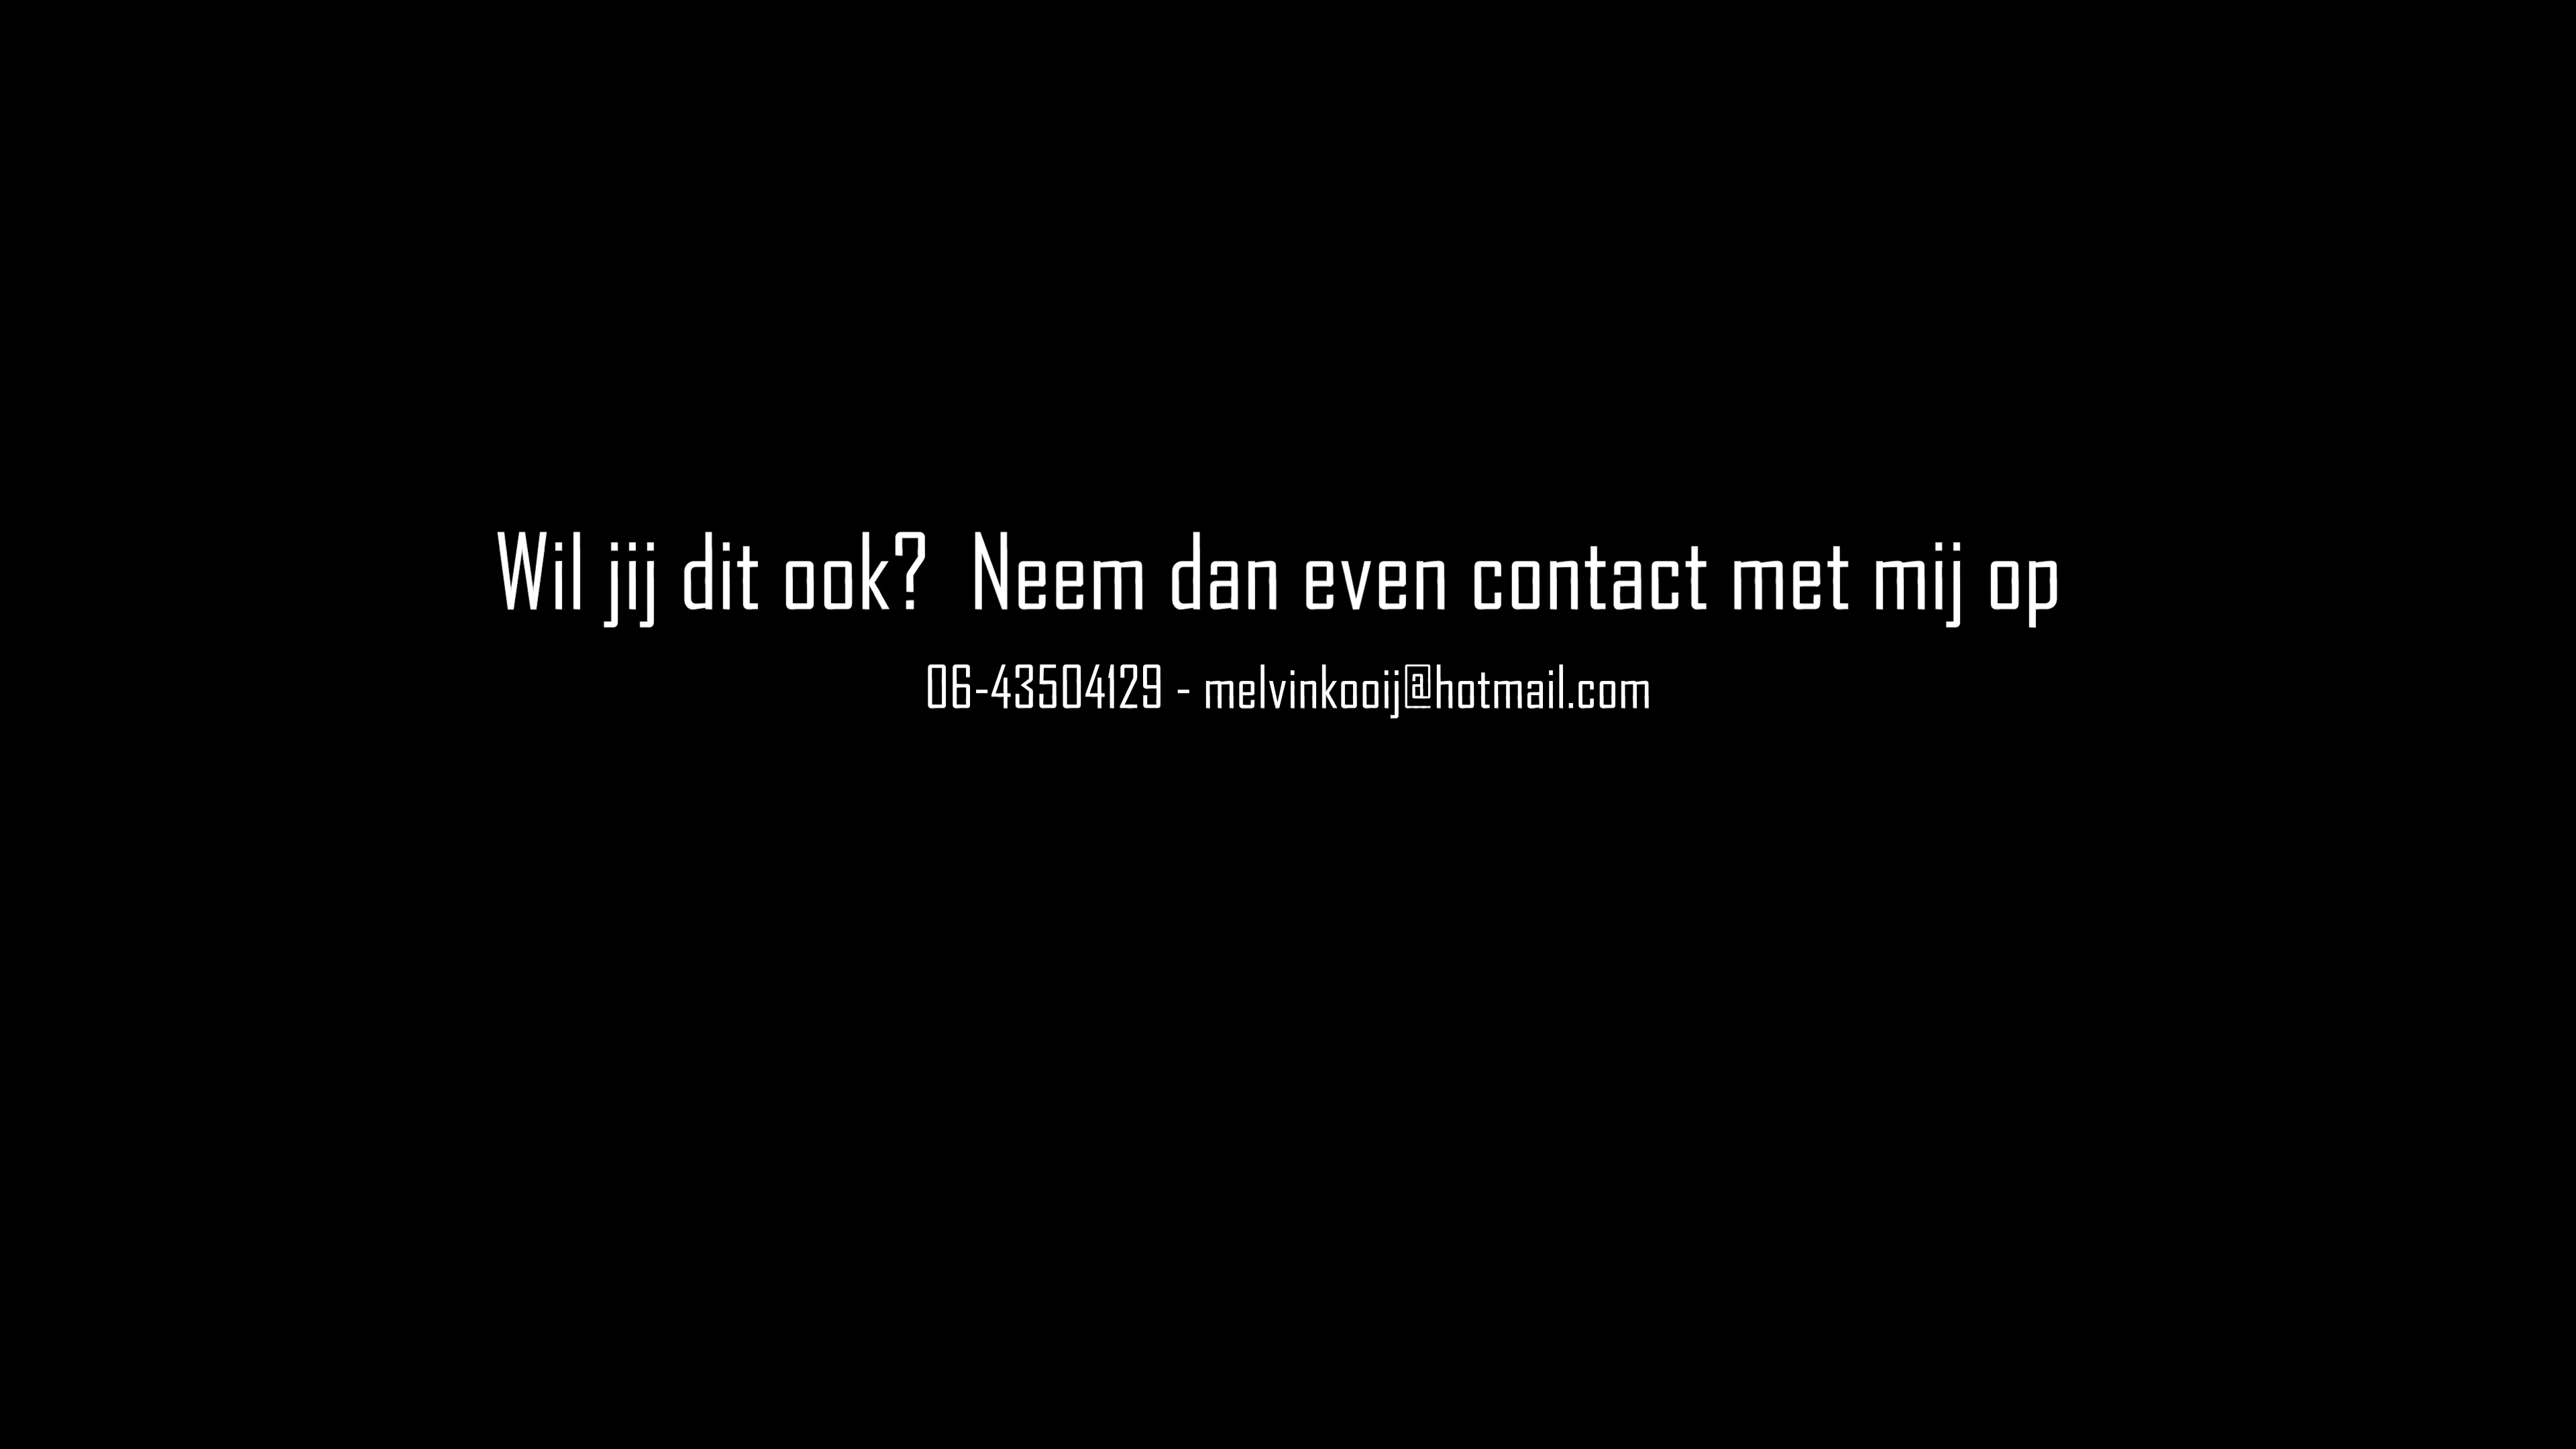 Wil jij dit ook?  Neem dan even contact met mij op
06-43504129 - melvinkooij@hotmail.com